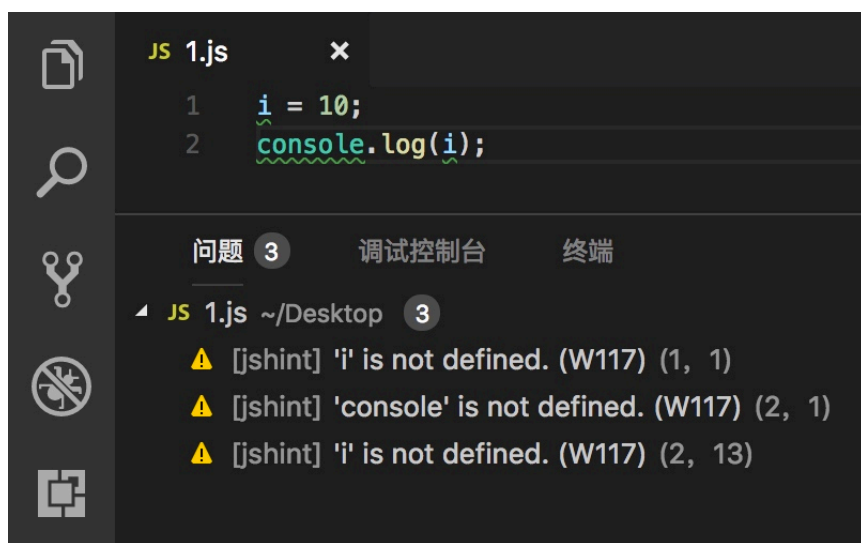 JS 1.js ×
1 i = 10;
2 console.log(i);
问题 3 调试控制台 终端
JS 1.js ~/Desktop 3
[jshint] 'i' is not defined. (W117) (1, 1)
[jshint] 'console' is not defined. (W117) (2, 1)
[jshint] 'i' is not defined. (W117) (2, 13)